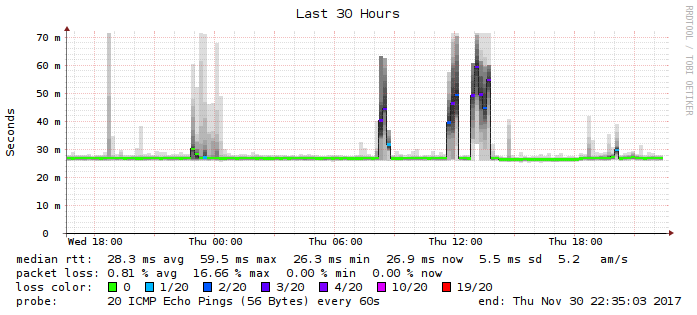 Last 30 Hours
RRDTOOL / TOBI OETIKER
Seconds
70 m
60 m
50 m
40 m
30 m
20 m
10 m
0
Wed 18:00 Thu 00:00 Thu 06:00 Thu 12:00 Thu 18:00
median rtt: 28.3 ms avg 59.5 ms max 26.3 ms min 26.9 ms now 5.5 ms sd 5.2 am/s
packet loss: 0.81 % avg 16.66 % max 0.00 % min 0.00 % now
loss color: 0 1/20 2/20 3/20 4/20 10/20 19/20
probe: 20 ICMP Echo Pings (56 Bytes) every 60s end: Thu Nov 30 22:35:03 2017